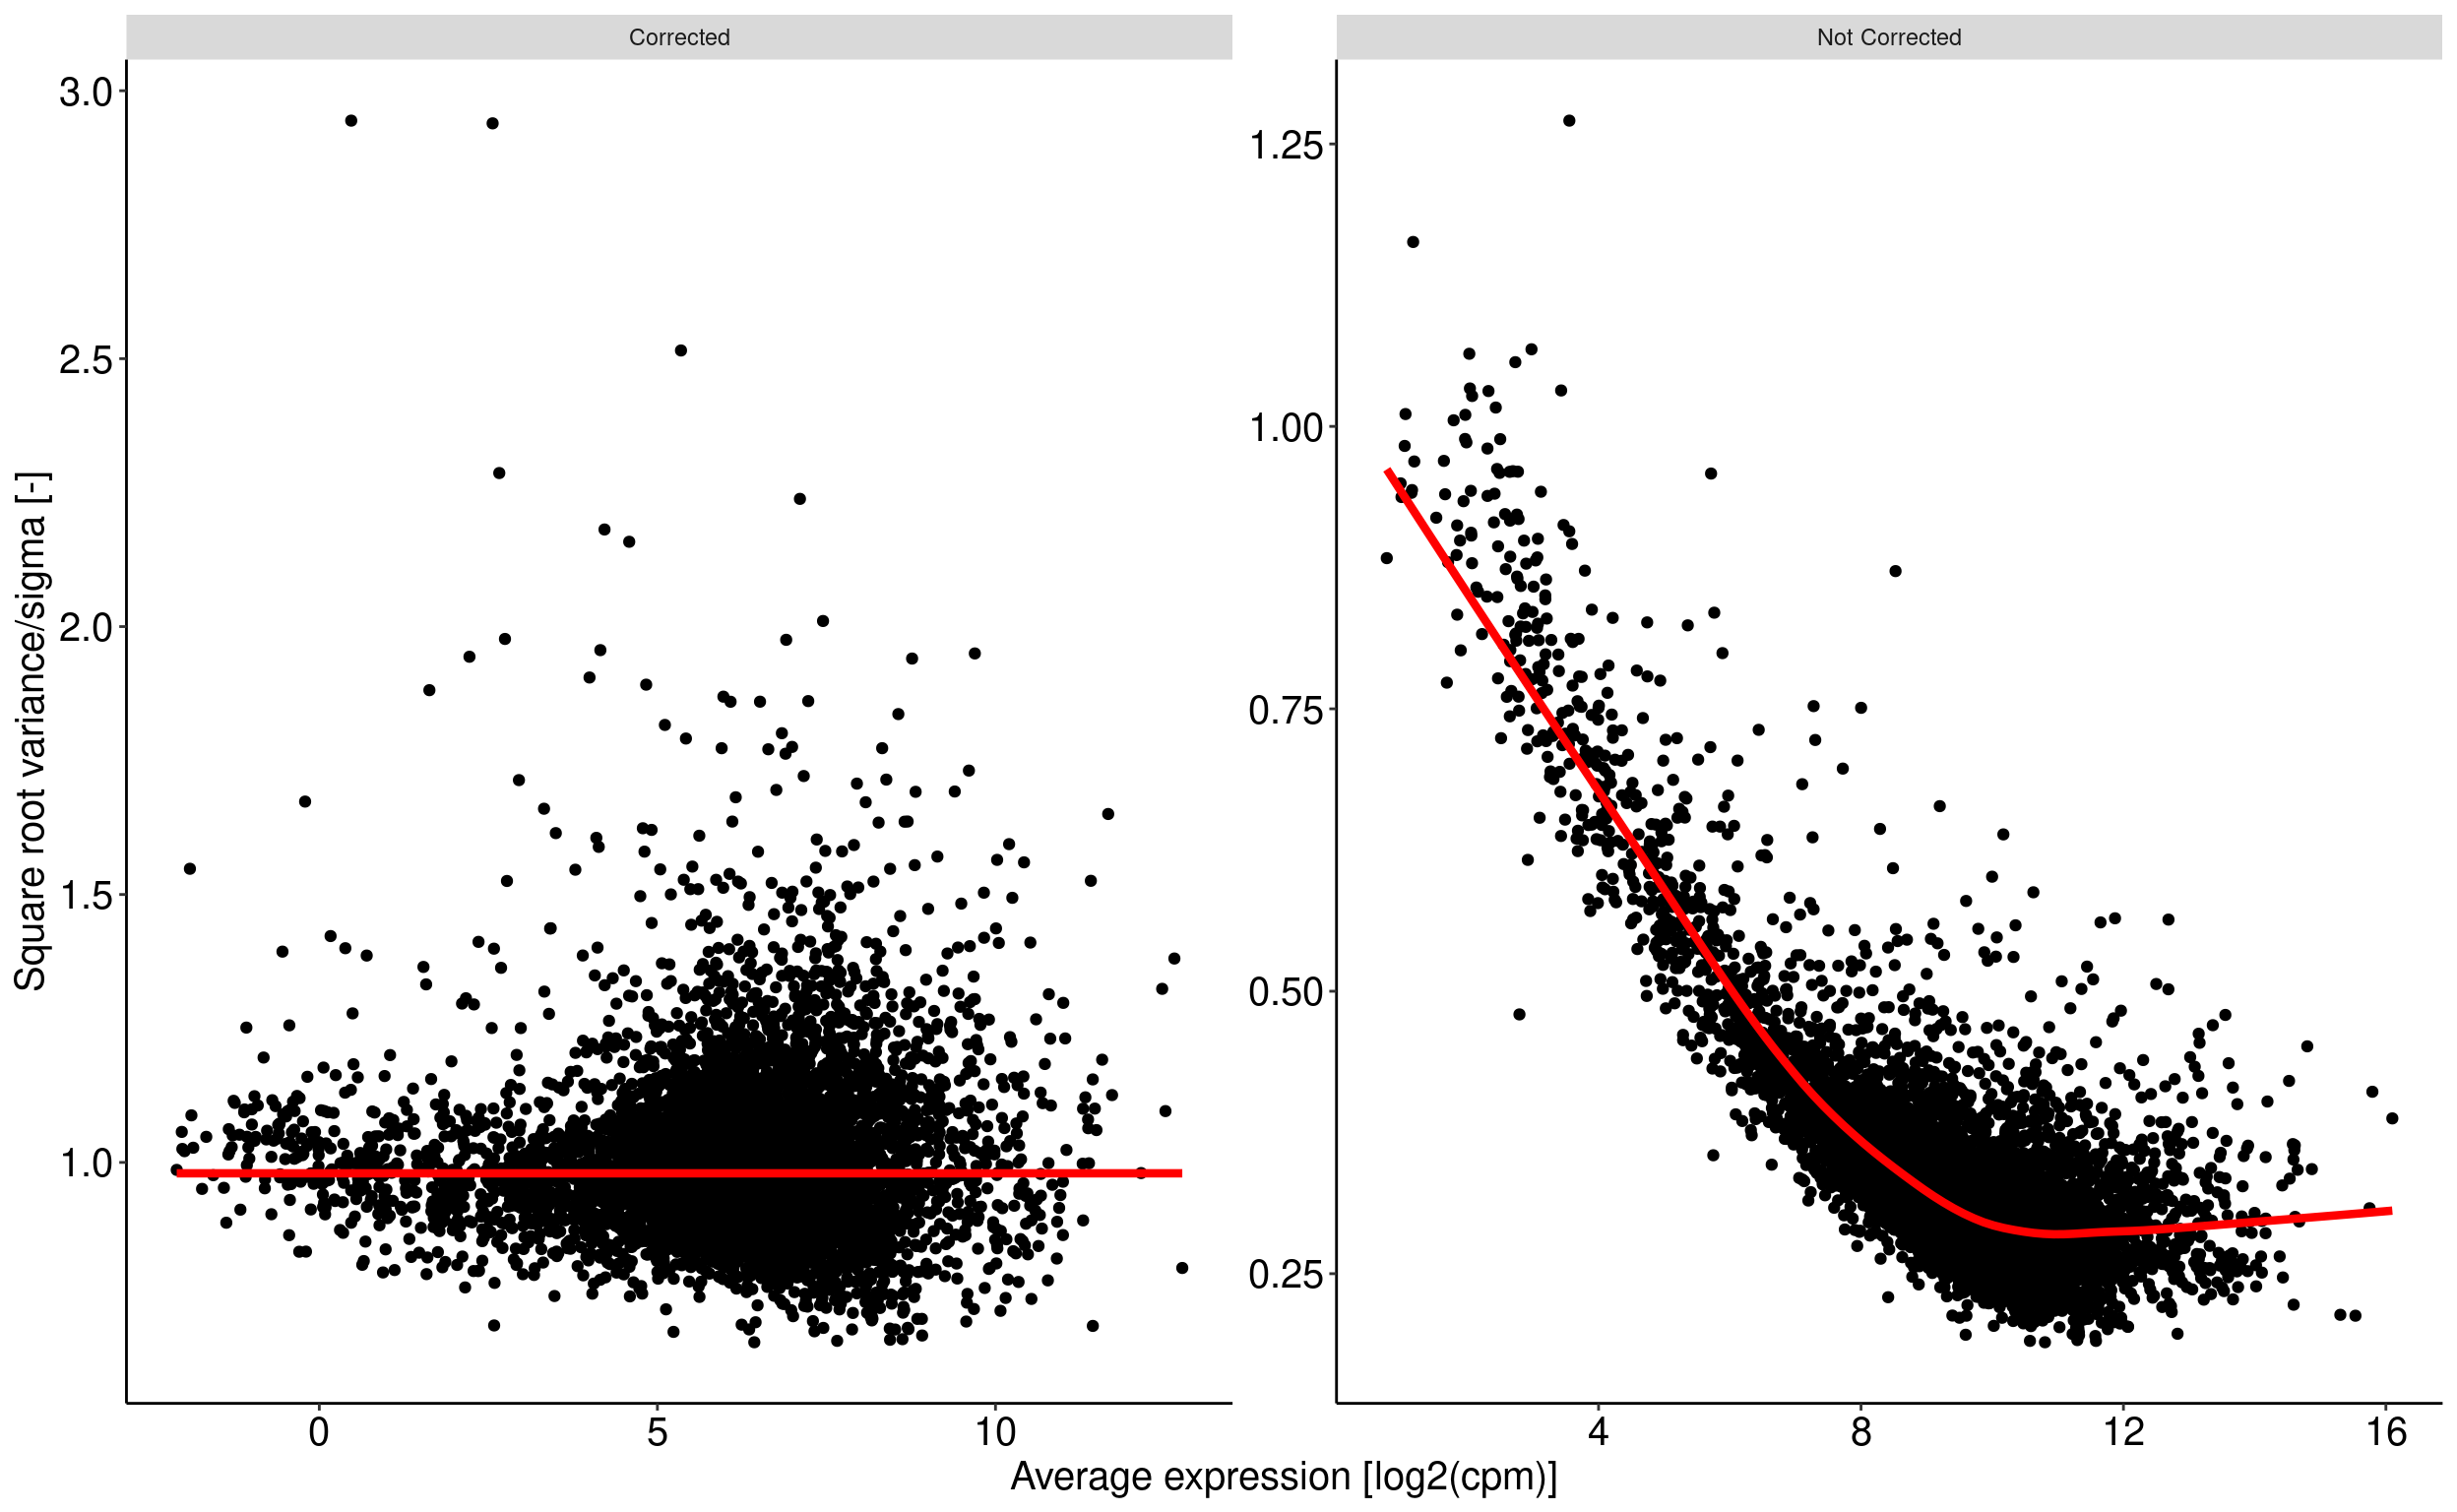 Corrected
Not Corrected
Square root variance/sigma [-]
3.0
2.5
2.0
1.5
1.0
1.25
1.00
0.75
0.50
0.25
0 5 10
4 8 12 16
Average expression [log2(cpm)]